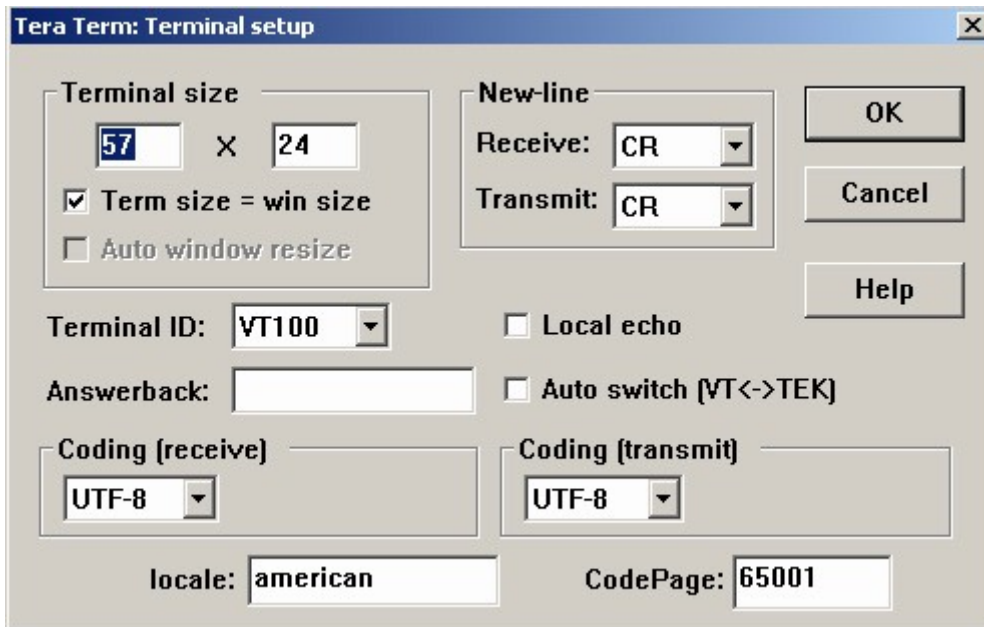 Tera Term: Terminal setup
Terminal size
57 X 24
Term size = win size
Auto window resize
New-line
Receive: CR
Transmit: CR
OK
Cancel
Help
Terminal ID: VT100
Local echo
Answerback:
Auto switch (VT<->TEK)
Coding (receive)
UTF-8
Coding (transmit)
UTF-8
locale: american
CodePage: 65001